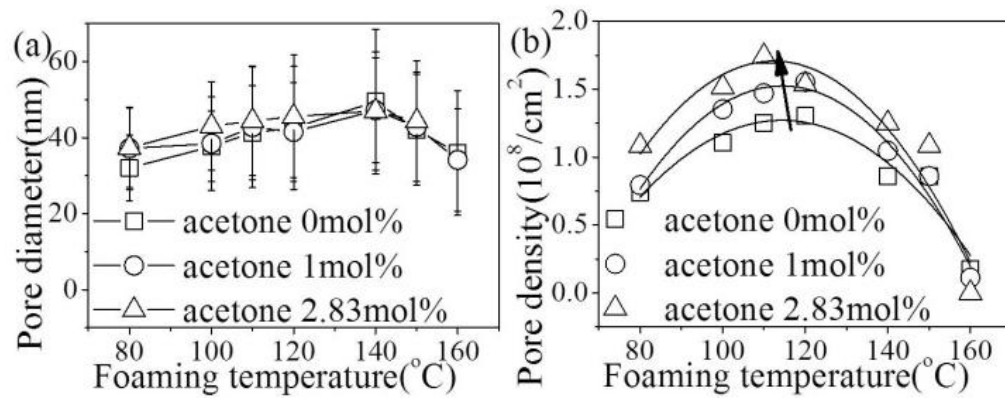 (a)
Pore diameter(nm)
60
40
20
0
acetone 0mol%
acetone 1mol%
acetone 2.83mol%
80 100 120 140 160
Foaming temperature(°C)
(b)
Pore density(10⁸/cm²)
2.0
1.5
1.0
0.5
0.0
acetone 0mol%
acetone 1mol%
acetone 2.83mol%
80 100 120 140 160
Foaming temperature(°C)